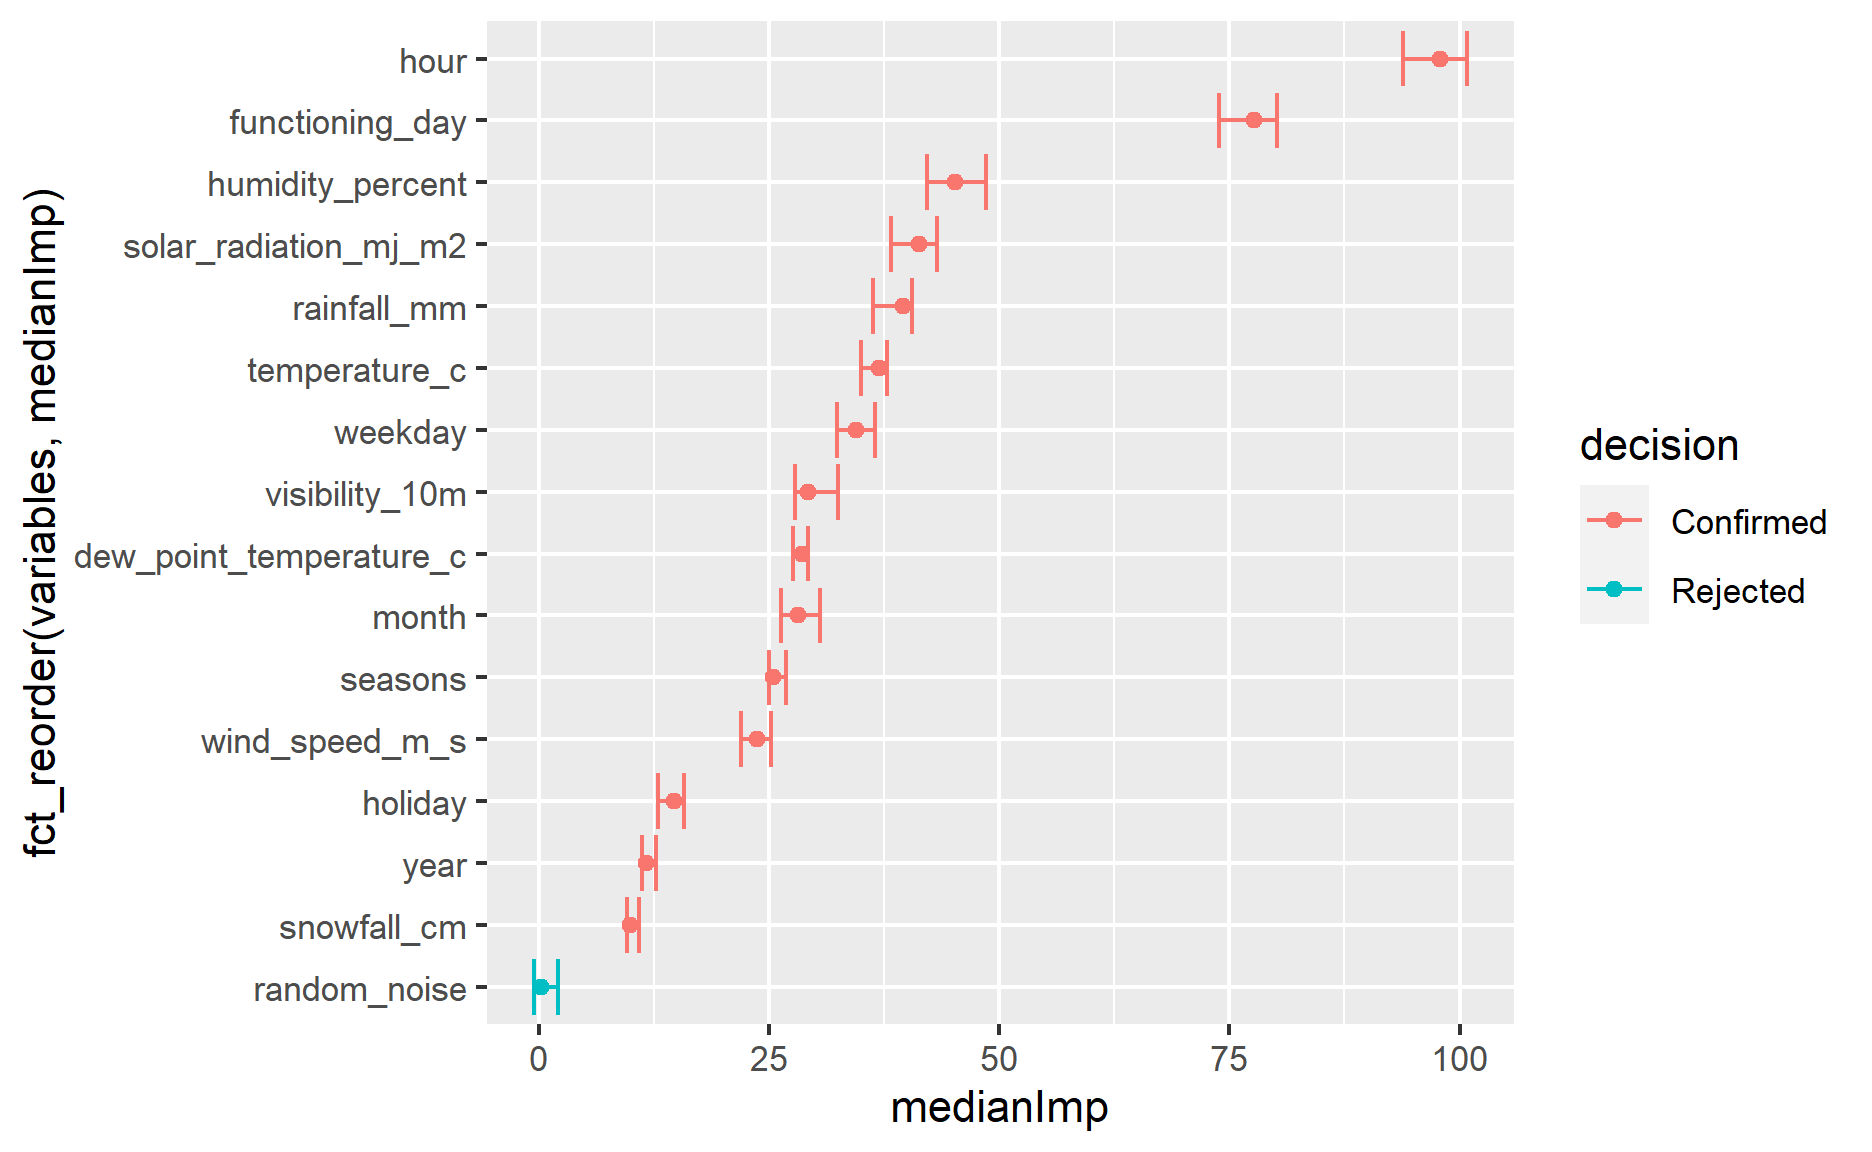 fct_reorder(variables, medianImp)
hour
functioning_day
humidity_percent
solar_radiation_mj_m2
rainfall_mm
temperature_c
weekday
visibility_10m
dew_point_temperature_c
month
seasons
wind_speed_m_s
holiday
year
snowfall_cm
random_noise
0 25 50 75 100
medianImp
decision
Confirmed
Rejected